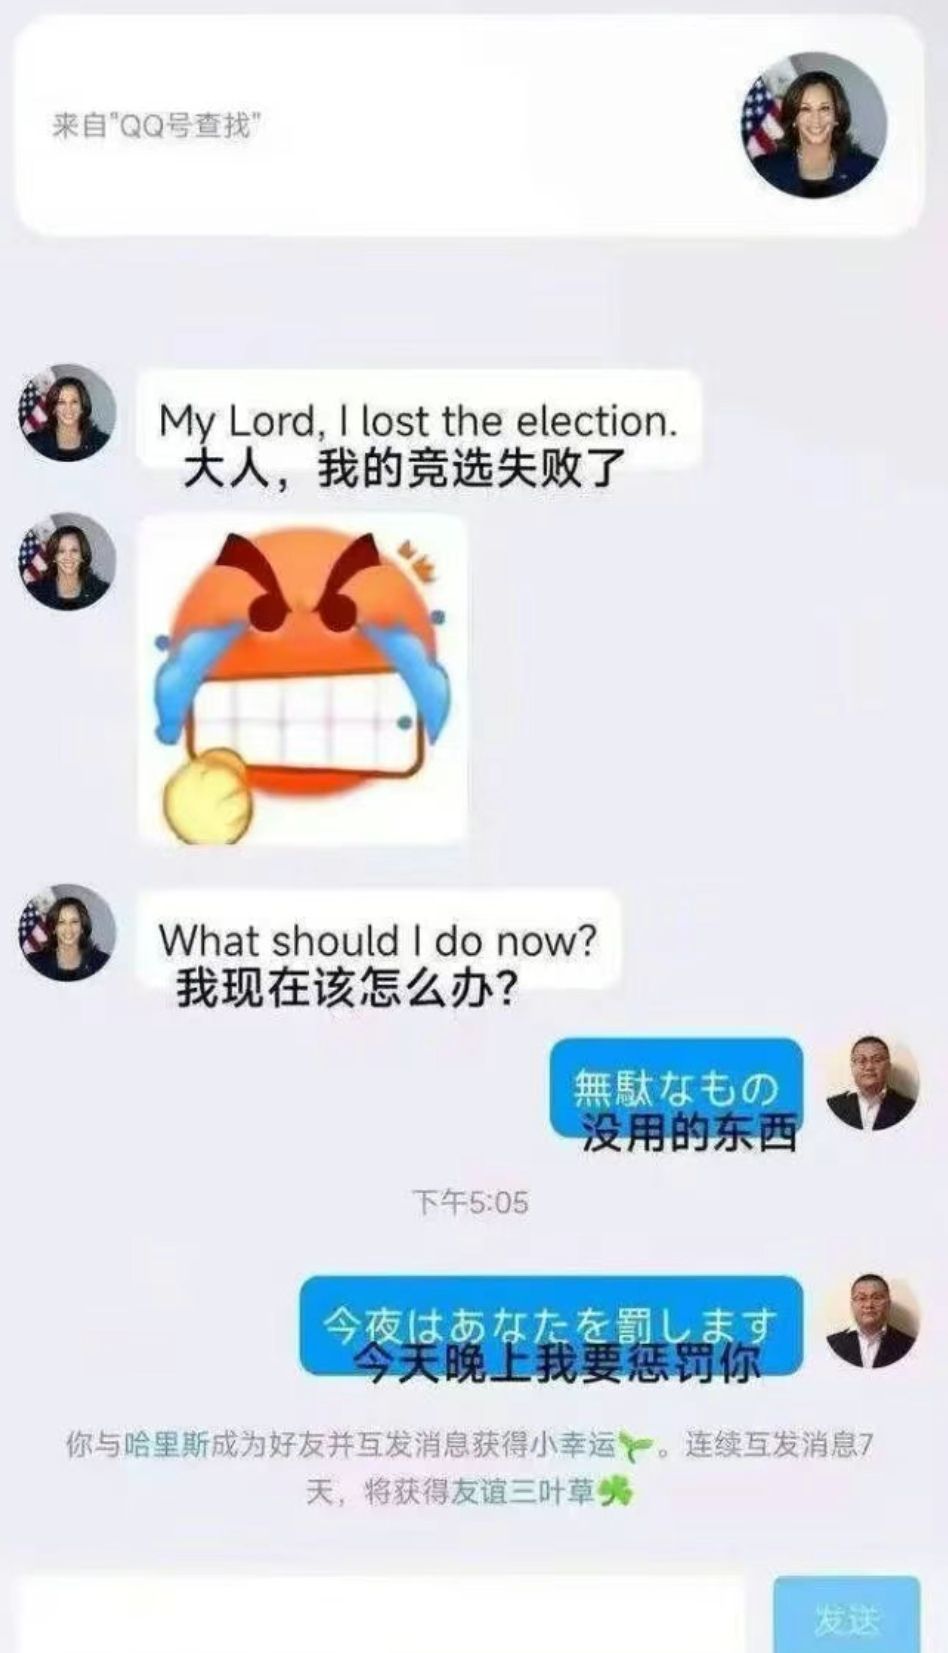 来自"QQ号查找"
My Lord, I lost the election.
大人，我的竞选失败了
What should I do now?
我现在该怎么办？
無駄なもの
没用的东西
下午5:05
今夜はあなたを罰します
今天晚上我要惩罚你
你与哈里斯成为好友并互发消息获得小幸运。连续互发消息7
天，将获得友谊三叶草
发送